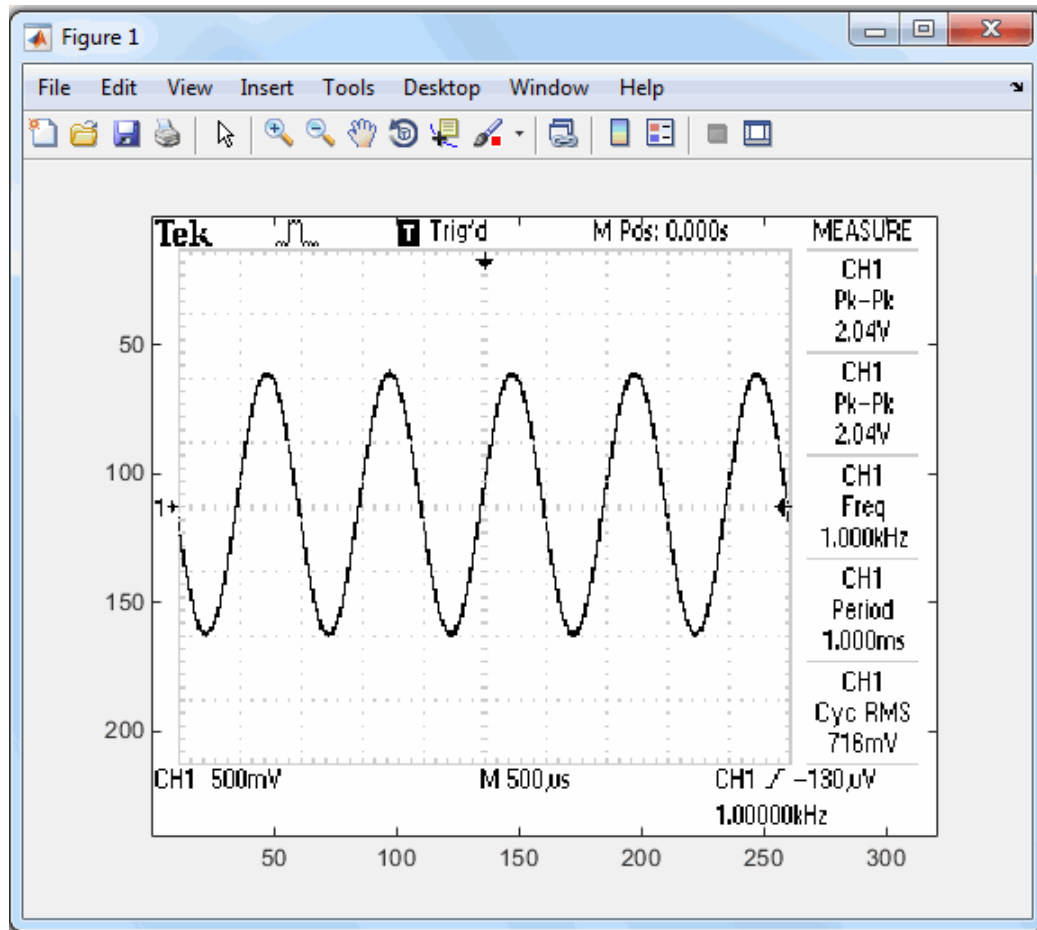 Figure 1
File Edit View Insert Tools Desktop Window Help
Tek Trig'd M Pos: 0.000s MEASURE
T
CH1
Pk-Pk
2.04V
CH1
Pk-Pk
2.04V
CH1
Freq
1.000kHz
CH1
Period
1.000ms
CH1
Cyc RMS
716mV
1
50
100
150
200
CH1 500mV M 500µs CH1 -130µV
1.00000kHz
50 100 150 200 250 300